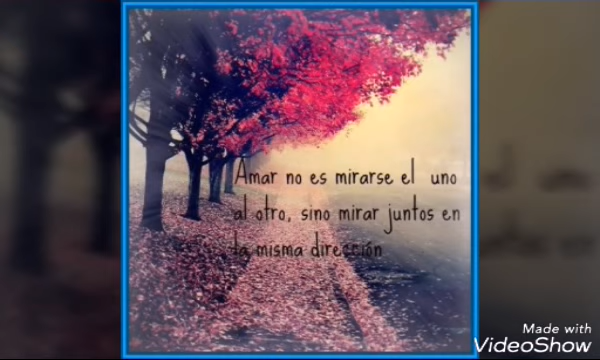 Amar no es mirarse el uno
al otro, sino mirar juntos en
la misma dirección
Made with
VideoShow